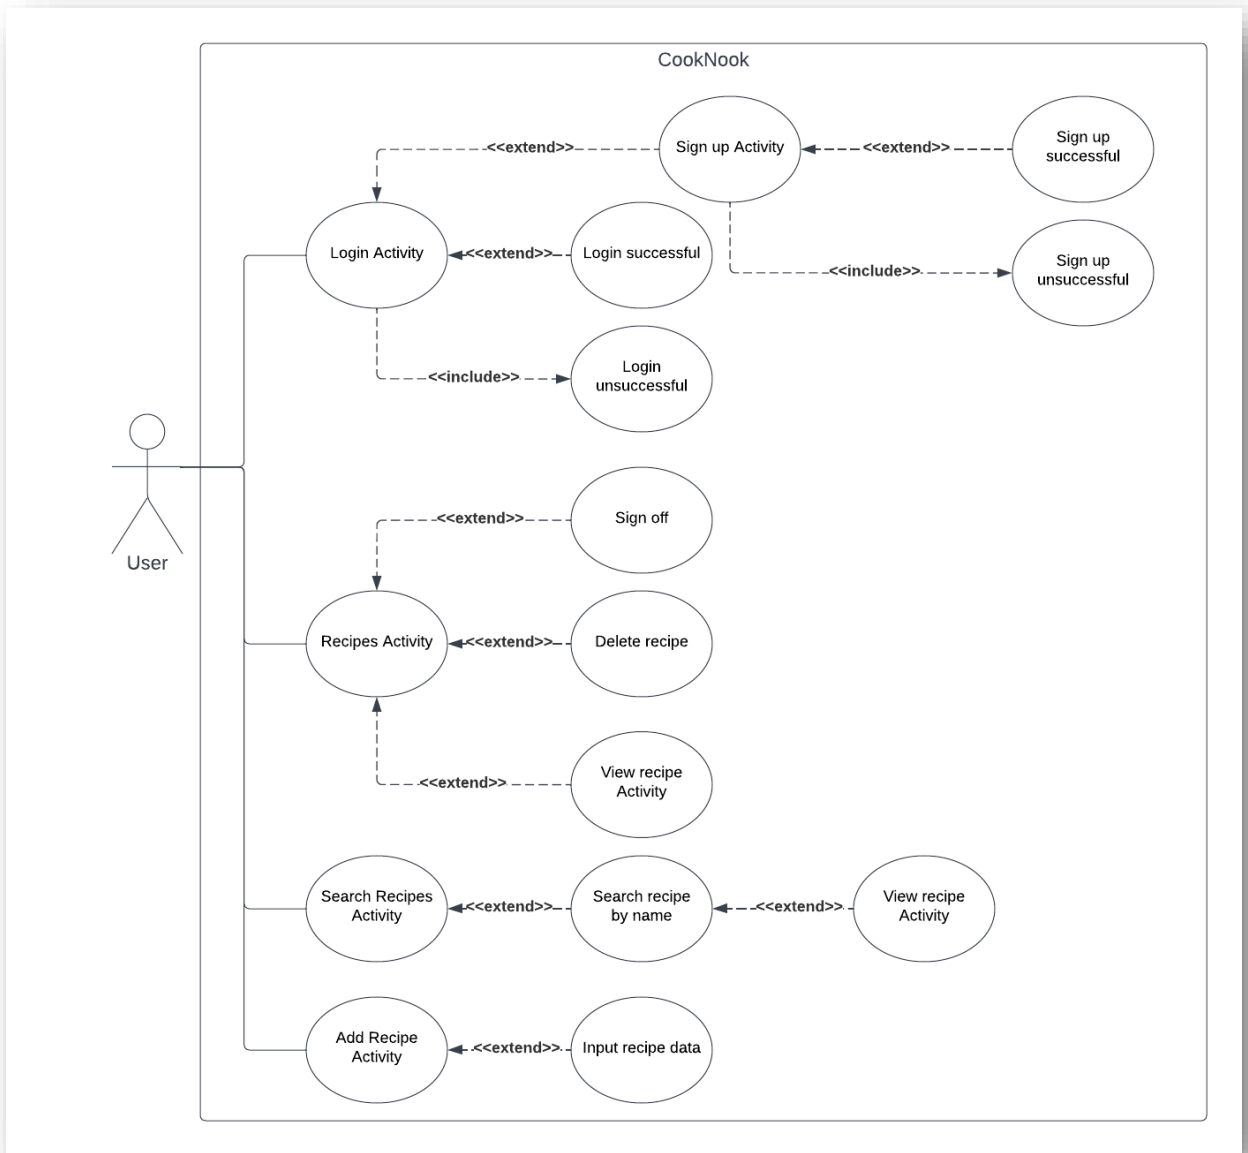 CookNook
Sign up Activity
<<extend>>
<<extend>>
Sign up
successful
Login Activity
<<extend>>
Login successful
<<include>>
Sign up
unsuccessful
<<include>>
Login
unsuccessful
User
<<extend>>
Sign off
Recipes Activity
<<extend>>
Delete recipe
<<extend>>
View recipe
Activity
Search Recipes
Activity
<<extend>>
Search recipe
by name
<<extend>>
View recipe
Activity
Add Recipe
Activity
<<extend>>
Input recipe data